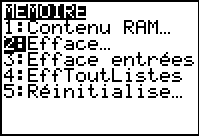 MEMOIRE
1:Contenu RAM…
2:Efface…
3:Efface entrées
4:EffToutListes
5:Réinitialise…